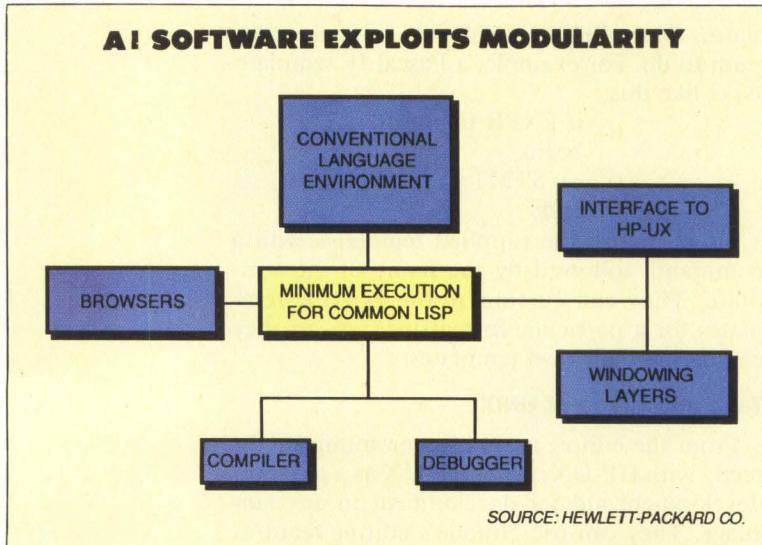 AI SOFTWARE EXPLOITS MODULARITY
CONVENTIONAL
LANGUAGE
ENVIRONMENT
INTERFACE TO
HP-UX
BROWSERS
MINIMUM EXECUTION
FOR COMMON LISP
WINDOWING
LAYERS
COMPILER
DEBUGGER
SOURCE: HEWLETT-PACKARD CO.